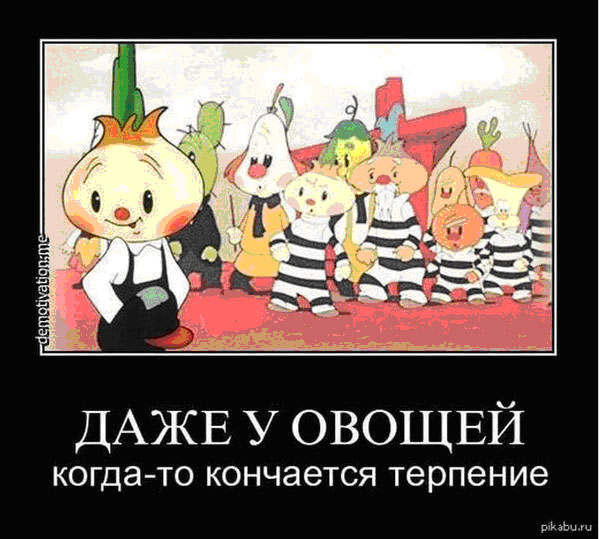 demotivation.me
ДАЖЕ У ОВОЩЕЙ
когда-то кончается терпение
pikabu.ru